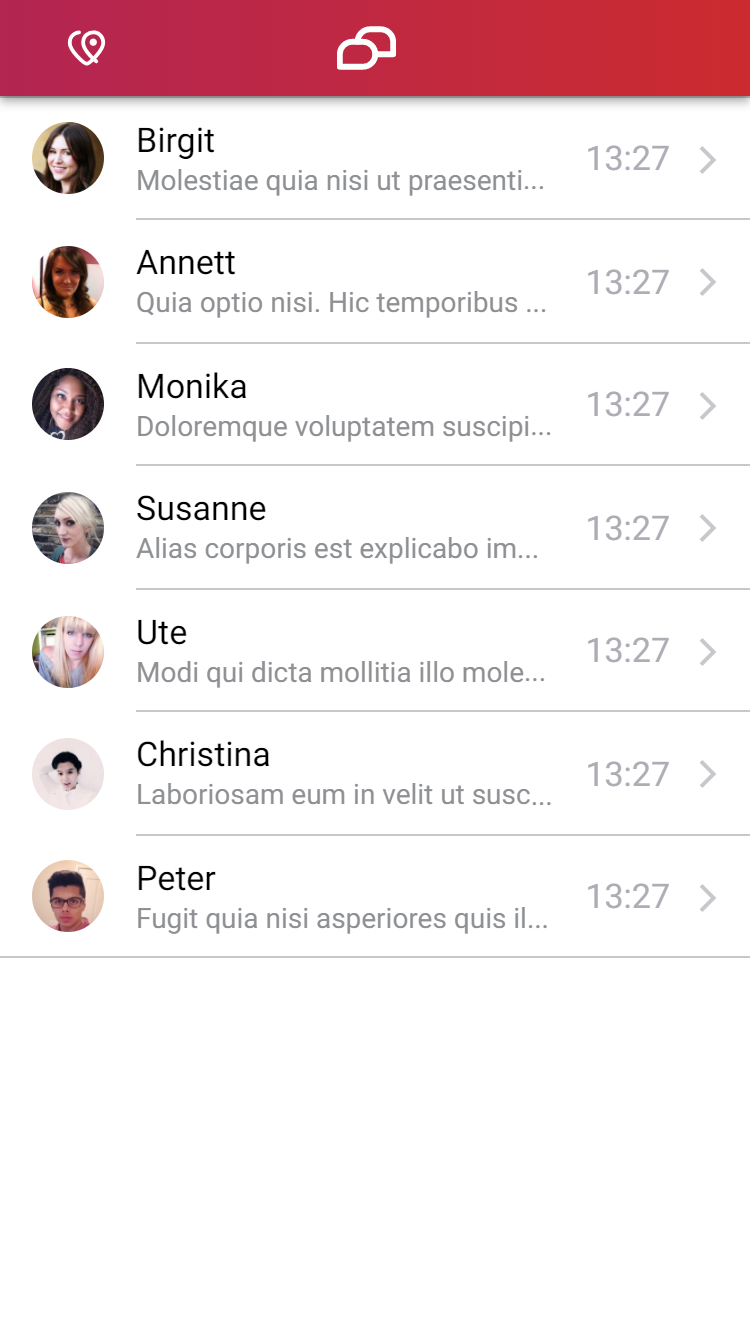 Birgit
13:27
Molestiae quia nisi ut praesenti...
Annett
13:27
Quia optio nisi. Hic temporibus ...
Monika
13:27
Doloremque voluptatem suscipi...
Susanne
13:27
Alias corporis est explicabo im...
Ute
13:27
Modi qui dicta mollitia illo mole...
Christina
13:27
Laboriosam eum in velit ut susc...
Peter
13:27
Fugit quia nisi asperiores quis il...